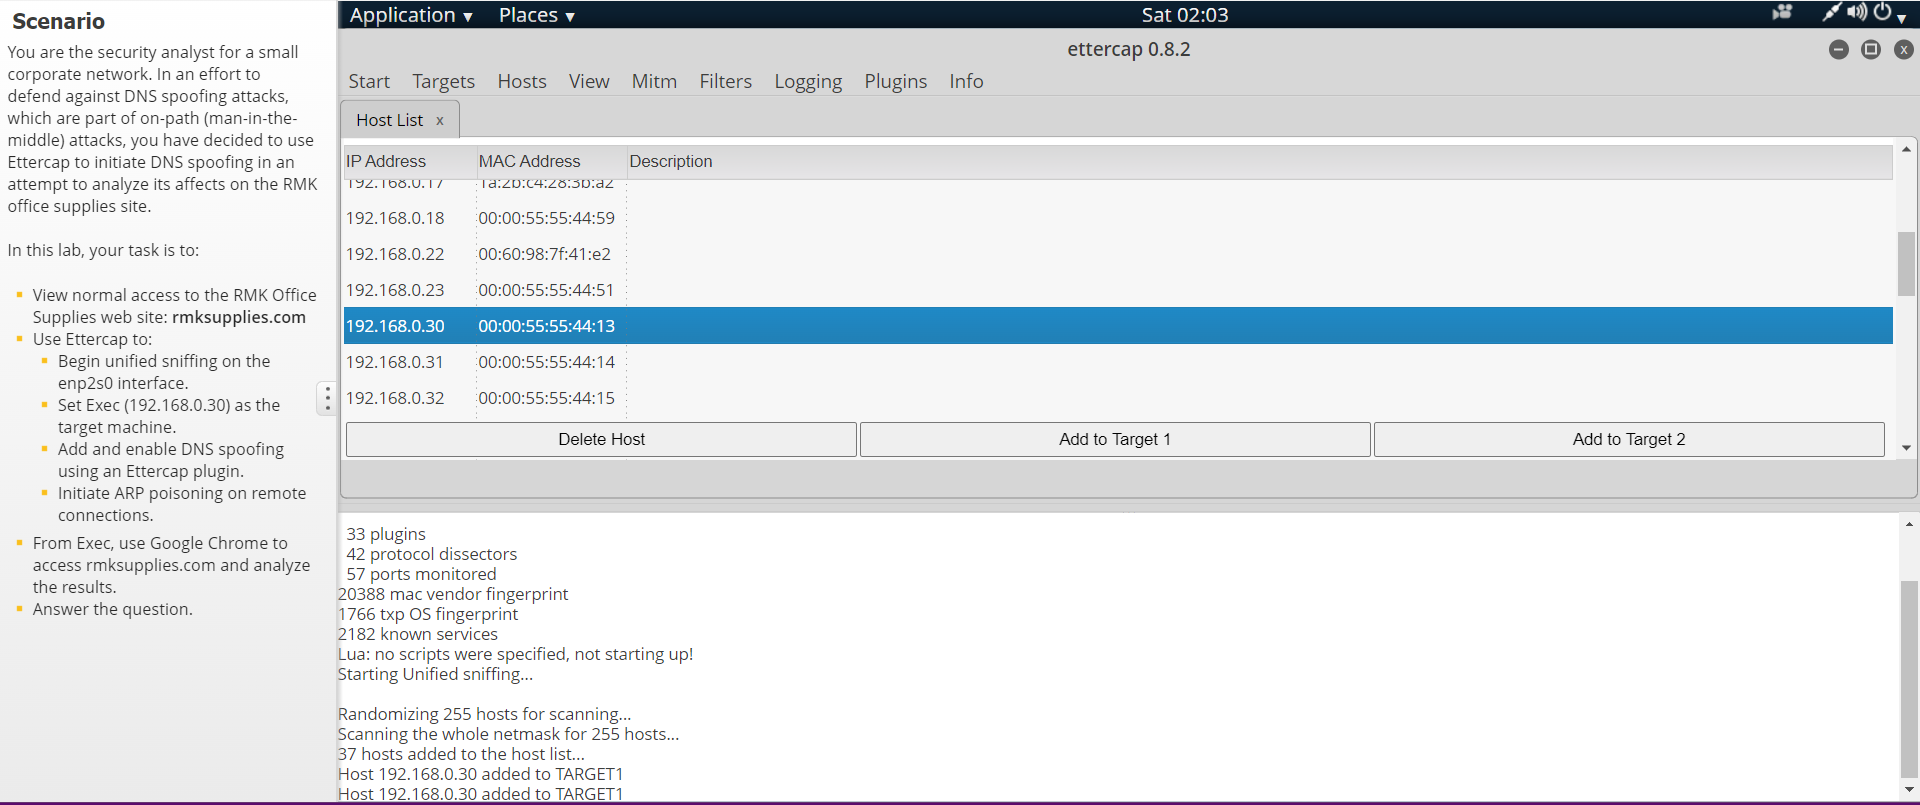 Scenario
You are the security analyst for a small
corporate network. In an effort to
defend against DNS spoofing attacks,
which are part of on-path (man-in-the-
middle) attacks, you have decided to use
Ettercap to initiate DNS spoofing in an
attempt to analyze its affects on the RMK
office supplies site.
In this lab, your task is to:
View normal access to the RMK Office
Supplies web site: rmksupplies.com
Use Ettercap to:
Begin unified sniffing on the
enp2s0 interface.
Set Exec (192.168.0.30) as the
target machine.
Add and enable DNS spoofing
using an Ettercap plugin.
Initiate ARP poisoning on remote
connections.
From Exec, use Google Chrome to
access rmksupplies.com and analyze
the results.
Answer the question.
Application ▾ Places ▾ Sat 02:03
ettercap 0.8.2
Start Targets Hosts View Mitm Filters Logging Plugins Info
Host List x
IP Address MAC Address Description
192.168.0.17 1a:2b:c4:28:3b:a2
192.168.0.18 00:00:55:55:44:59
192.168.0.22 00:60:98:7f:41:e2
192.168.0.23 00:00:55:55:44:51
192.168.0.30 00:00:55:55:44:13
192.168.0.31 00:00:55:55:44:14
192.168.0.32 00:00:55:55:44:15
Delete Host Add to Target 1 Add to Target 2
33 plugins
42 protocol dissectors
57 ports monitored
20388 mac vendor fingerprint
1766 txp OS fingerprint
2182 known services
Lua: no scripts were specified, not starting up!
Starting Unified sniffing...
Randomizing 255 hosts for scanning...
Scanning the whole netmask for 255 hosts...
37 hosts added to the host list...
Host 192.168.0.30 added to TARGET1
Host 192.168.0.30 added to TARGET1